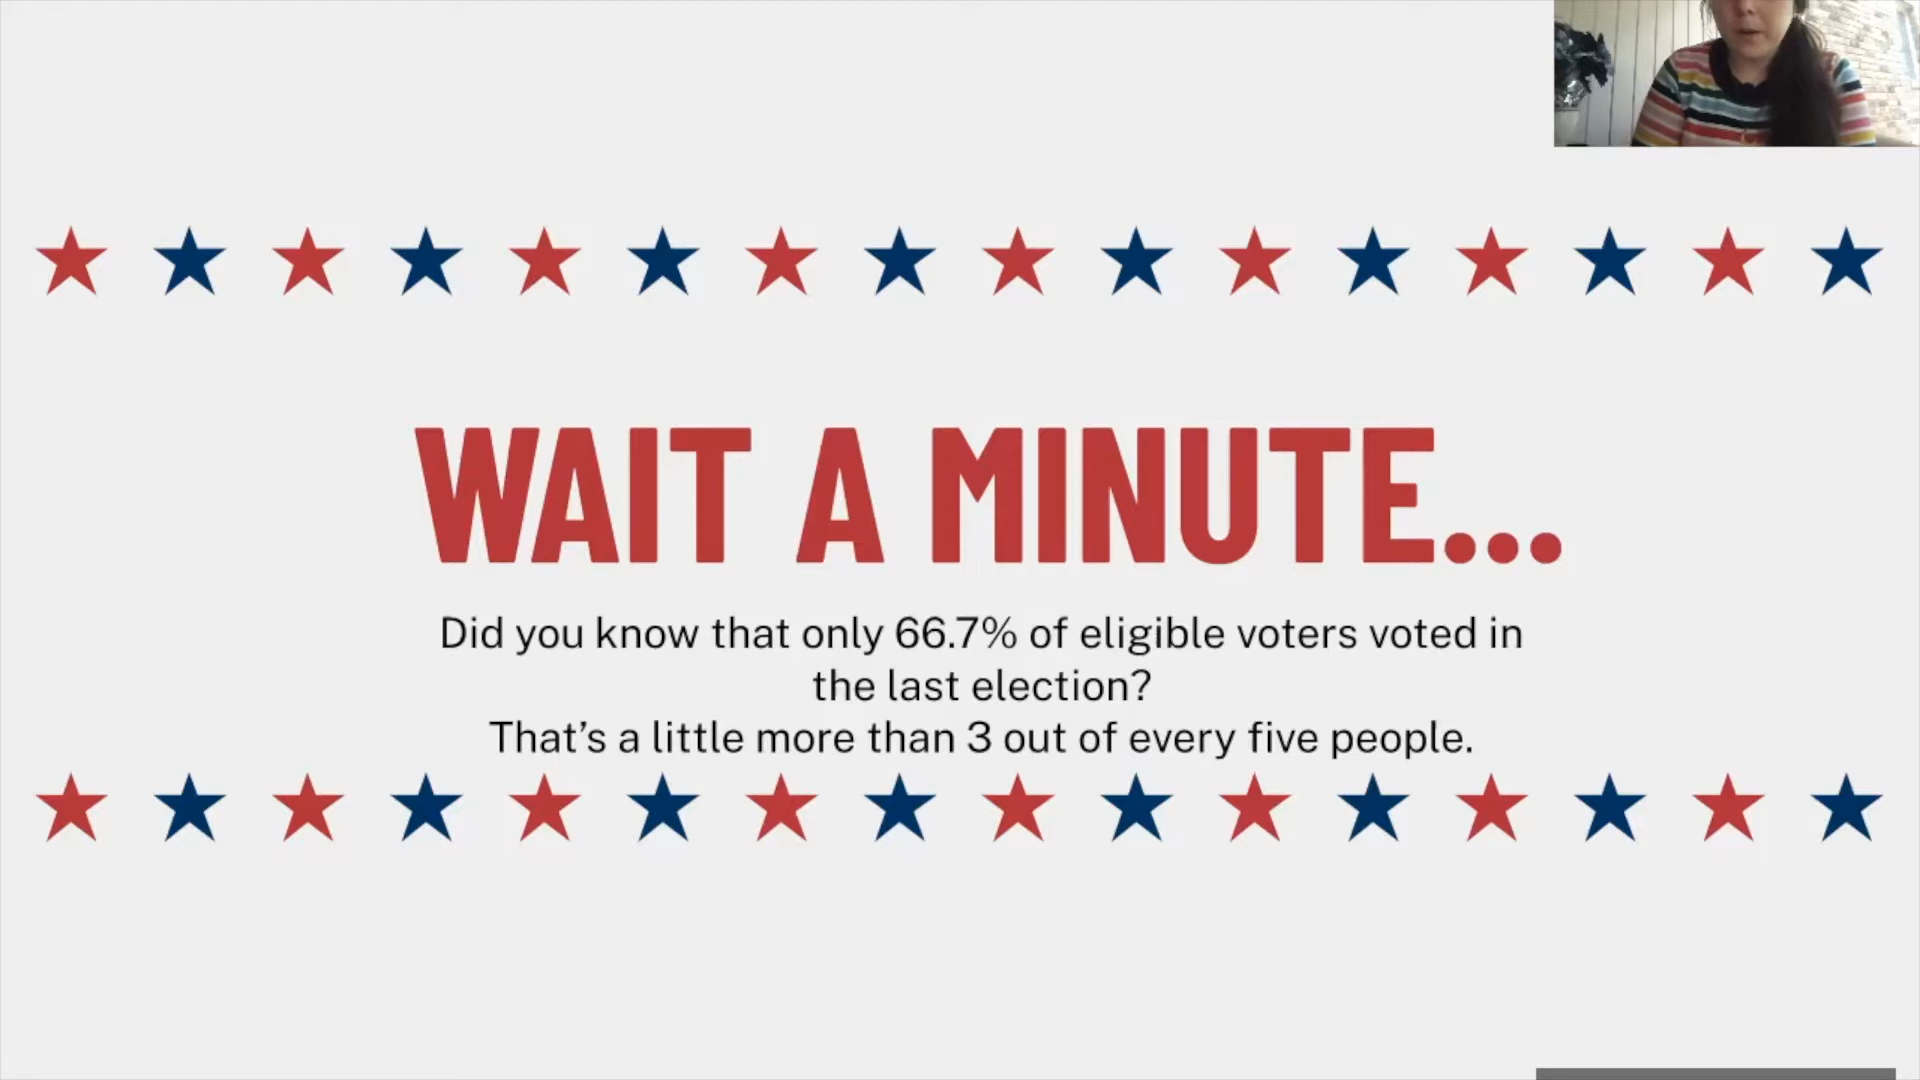 WAIT A MINUTE...
Did you know that only 66.7% of eligible voters voted in
the last election?
That’s a little more than 3 out of every five people.